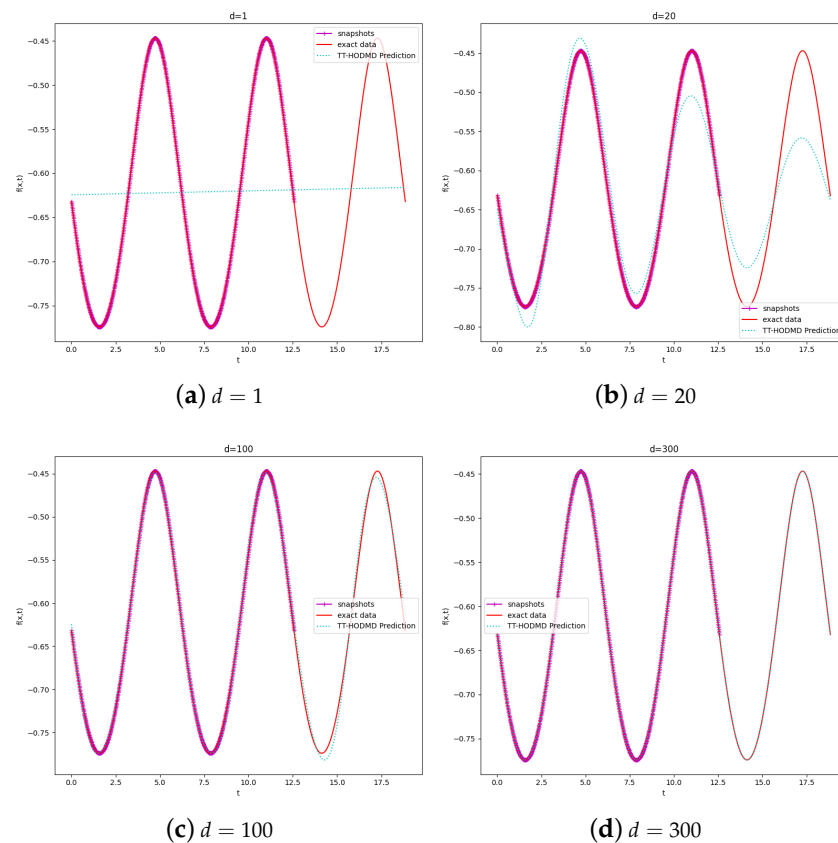 d=1
−0.45
−0.50
−0.55
−0.60
−0.65
−0.70
−0.75
f(x,t)
0.0 2.5 5.0 7.5 10.0 12.5 15.0 17.5
t
snapshots
exact data
TT-HODMD Prediction
(a) d = 1
d=20
−0.45
−0.50
−0.55
−0.60
−0.65
−0.70
−0.75
−0.80
f(x,t)
0.0 2.5 5.0 7.5 10.0 12.5 15.0 17.5
t
snapshots
exact data
TT-HODMD Prediction
(b) d = 20
d=100
−0.45
−0.50
−0.55
−0.60
−0.65
−0.70
−0.75
f(x,t)
0.0 2.5 5.0 7.5 10.0 12.5 15.0 17.5
t
snapshots
exact data
TT-HODMD Prediction
(c) d = 100
d=300
−0.45
−0.50
−0.55
−0.60
−0.65
−0.70
−0.75
f(x,t)
0.0 2.5 5.0 7.5 10.0 12.5 15.0 17.5
t
snapshots
exact data
TT-HODMD Prediction
(d) d = 300